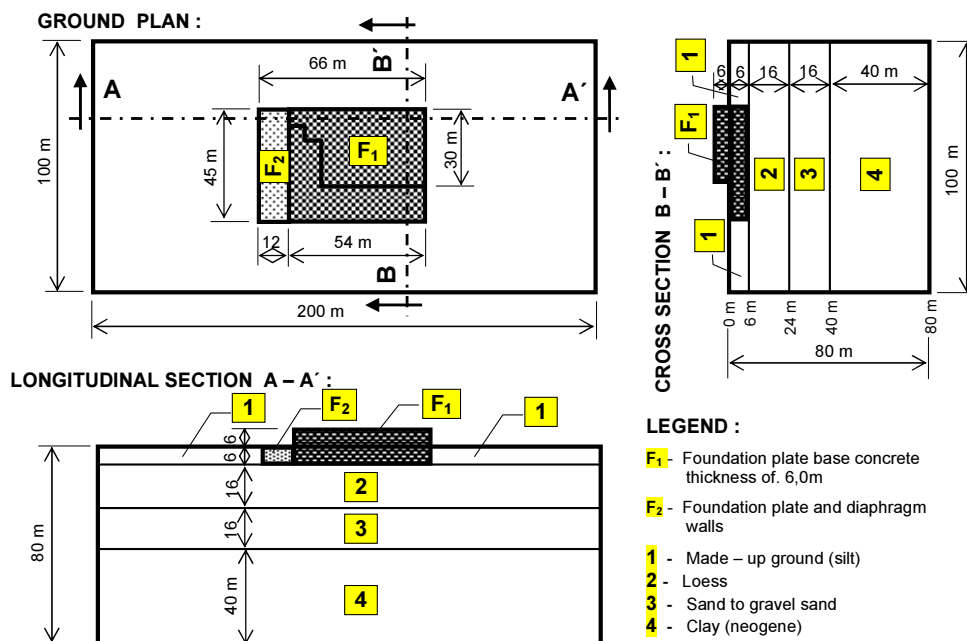 GROUND PLAN :
A
A´
B´
B
66 m
45 m
30 m
F2
F1
12
54 m
100 m
200 m
CROSS SECTION B – B´ :
1
6
6
16
16
40 m
F1
2
3
4
1
100 m
0 m
6 m
24 m
40 m
80 m
80 m
LONGITUDINAL SECTION A – A´ :
1
F2
F1
1
6
6
16
16
40 m
80 m
2
3
4
LEGEND :
F1 - Foundation plate base concrete
thickness of. 6,0m
F2 - Foundation plate and diaphragm
walls
1 - Made – up ground (silt)
2 - Loess
3 - Sand to gravel sand
4 - Clay (neogene)